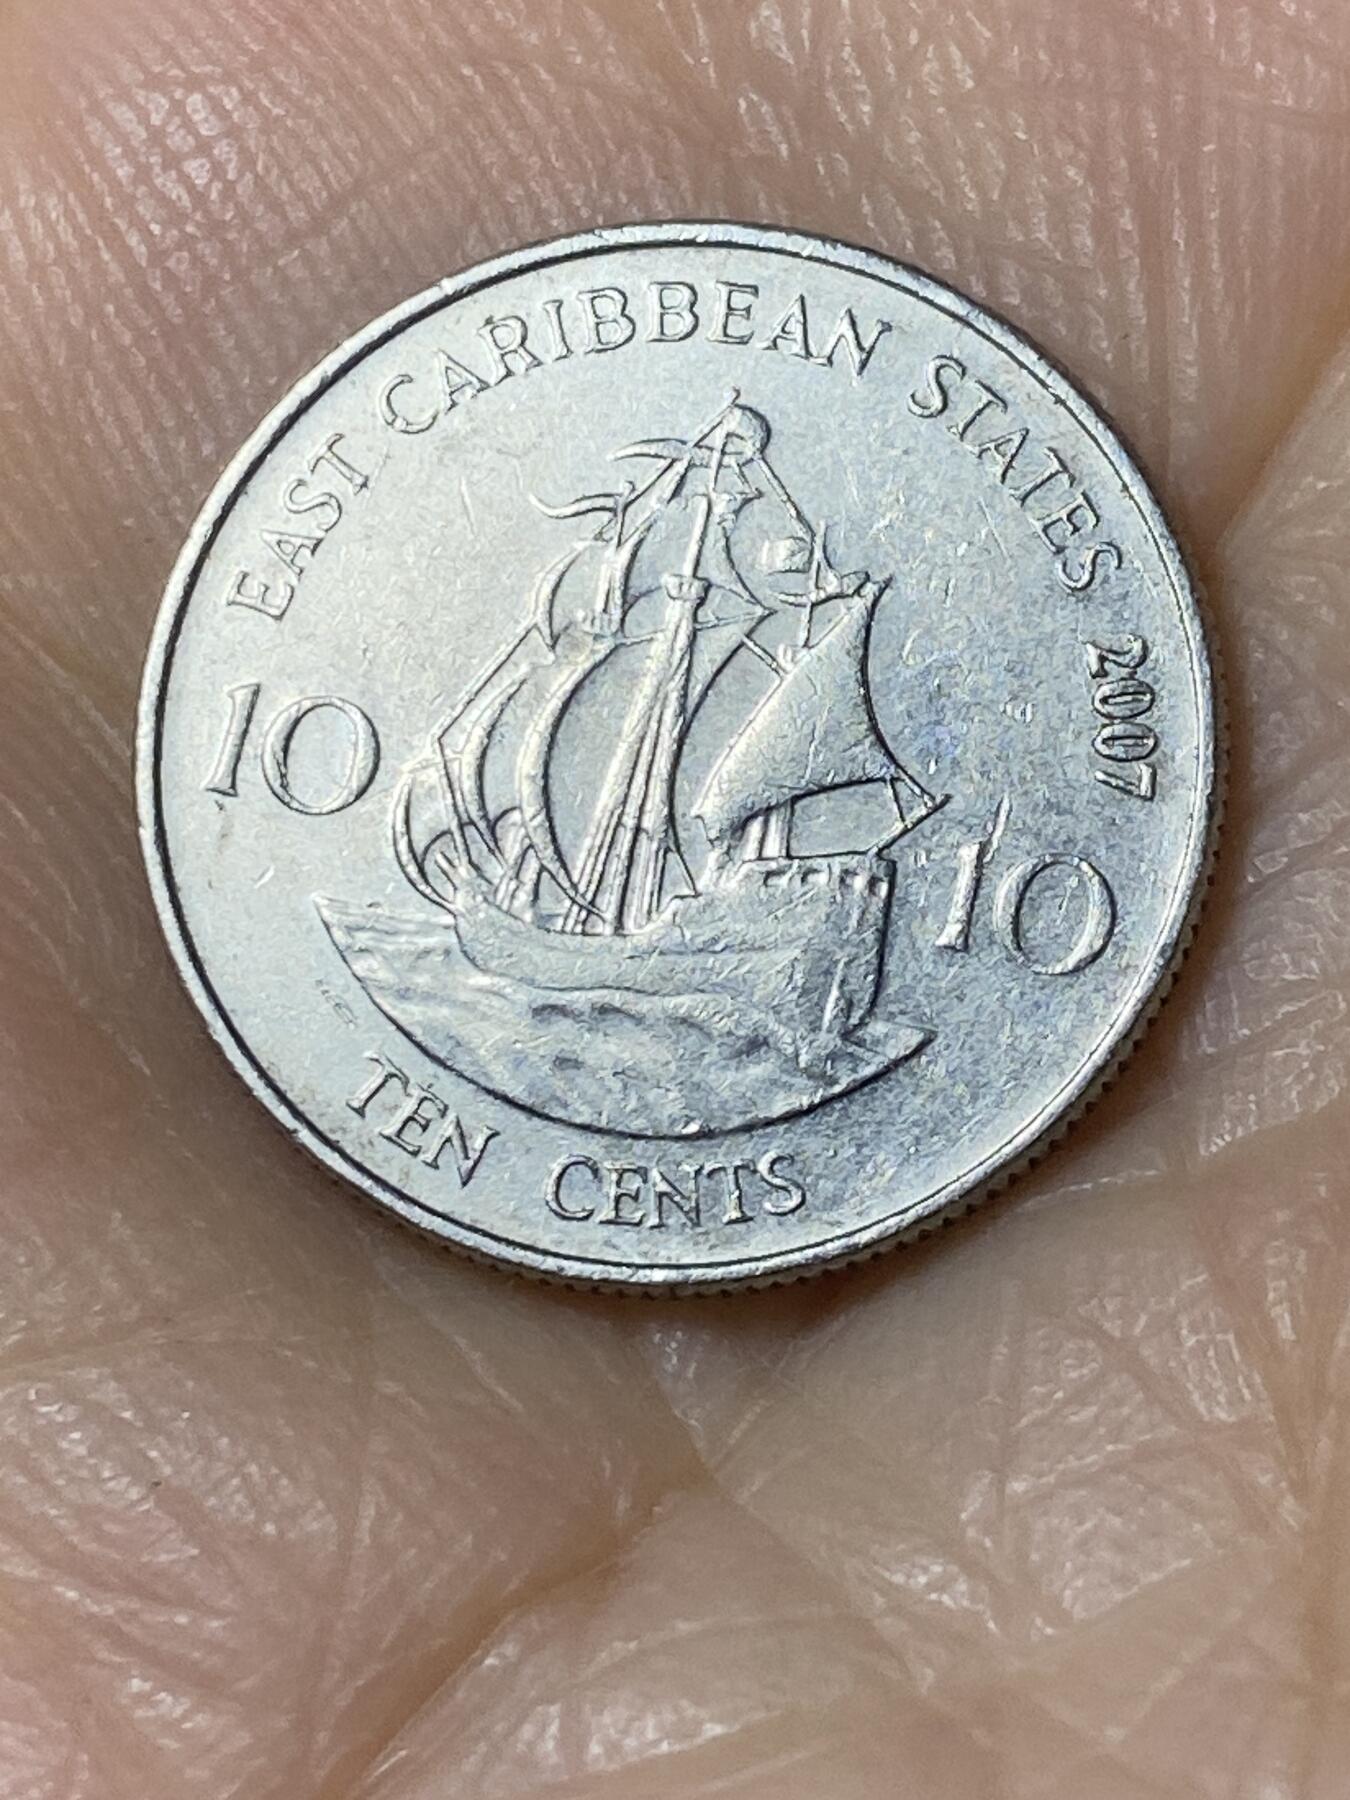 EAST CARIBBEAN STATES 2007
10
10
TEN CENTS